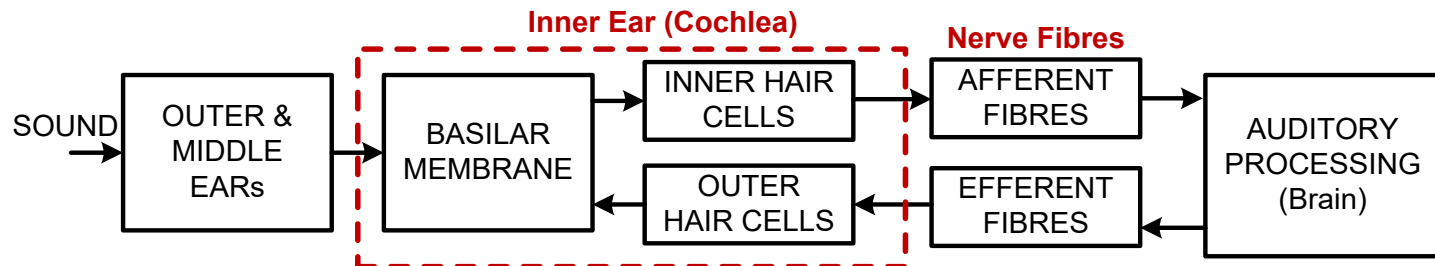 Inner Ear (Cochlea)
Nerve Fibres
SOUND
OUTER &
MIDDLE
EARs
BASILAR
MEMBRANE
INNER HAIR
CELLS
OUTER
HAIR CELLS
AFFERENT
FIBRES
EFFERENT
FIBRES
AUDITORY
PROCESSING
(Brain)